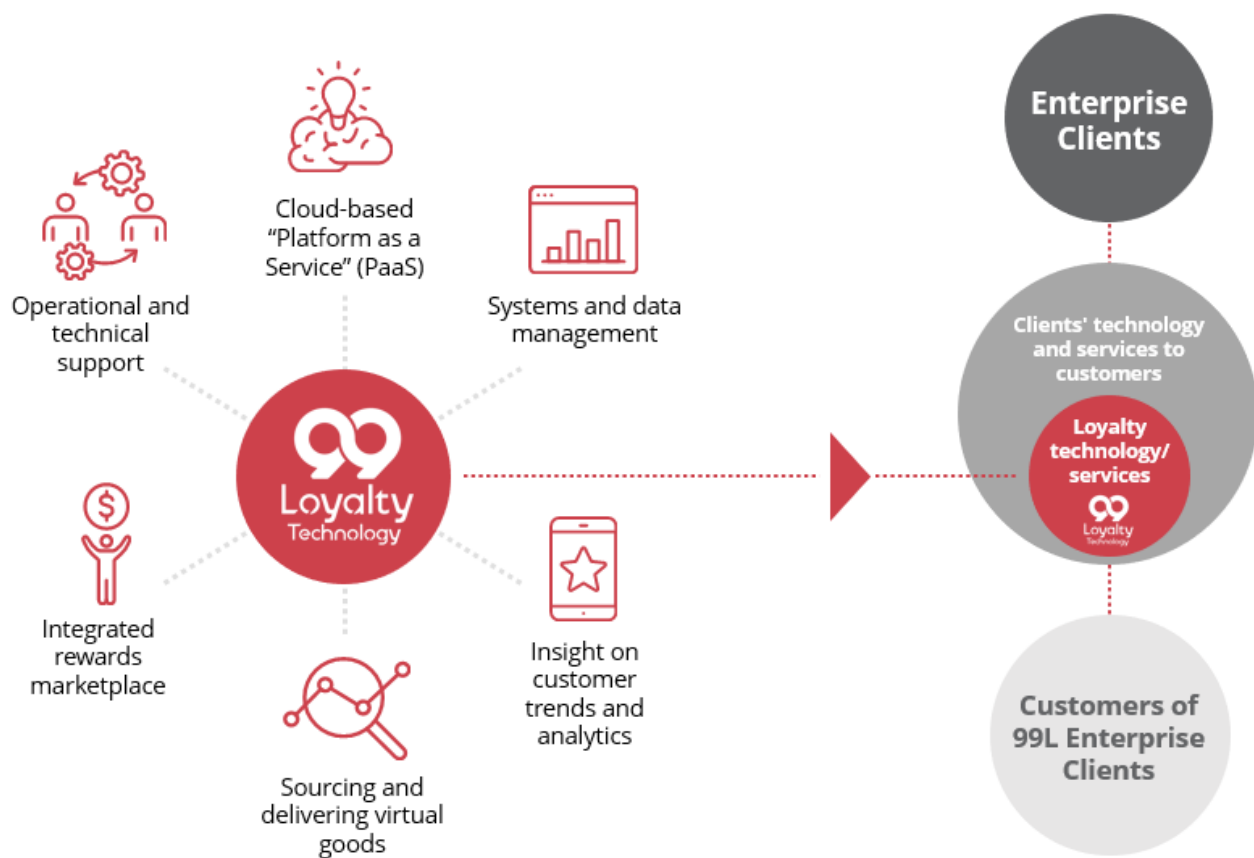 Cloud-based
“Platform as a
Service” (PaaS)
Operational and
technical
support
Systems and data
management
99
Loyalty
Technology
Integrated
rewards
marketplace
$
Insight on
customer
trends and
analytics
Sourcing and
delivering virtual
goods
Enterprise
Clients
Clients' technology
and services to
customers
Loyalty
technology/
services
99
Loyalty
Technology
Customers of
99L Enterprise
Clients